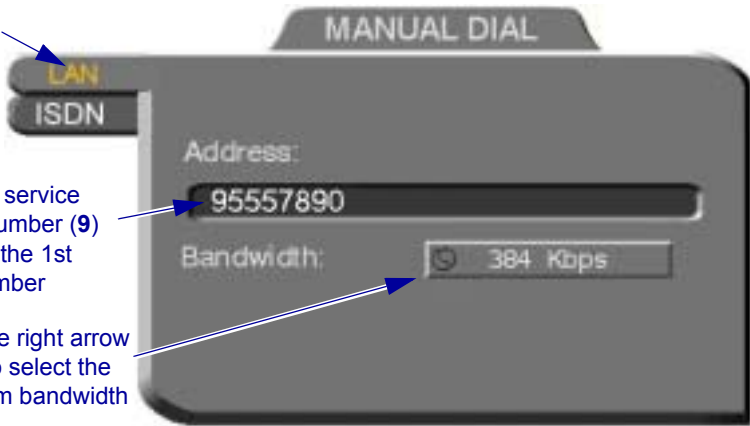 MANUAL DIAL
LAN
ISDN
Address:
95557890
service
umber (9)
the 1st
mber
Bandwidth:
384 Kbps
e right arrow
o select the
m bandwidth